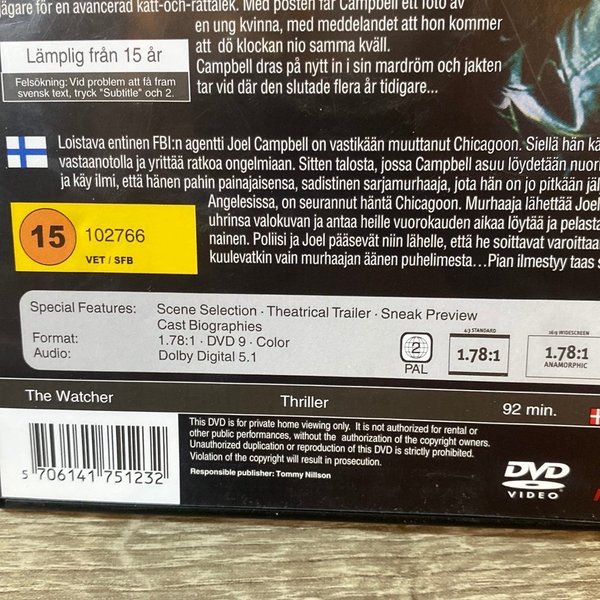 jägare för en avancerad katt-och-råttalek. Med posten får Campbell ett foto av
en ung kvinna, med meddelandet att hon kommer
att dö klockan nio samma kväll.
Campbell dras på nytt in i sin mardröm och jakten
tar vid där den slutade flera år tidigare...
Lämplig från 15 år
Felsökning: Vid problem att få fram
svensk text, tryck "Subtitle" och 2.
Loistava entinen FBI:n agentti Joel Campbell on vastikään muuttanut Chicagoon. Siellä hän
vastaanotolla ja yrittää ratkoa ongelmiaan. Sitten talosta, jossa Campbell asuu löydetään
ja käy ilmi, että hänen pahin painajaisensa, sadistinen sarjamurhaaja, jota hän on jo pitkään
Angelesissa, on seurannut häntä Chicagoon. Murhaaja lähettää Joel
uhrinsa valokuvan ja antaa heille vuorokauden aikaa löytää ja
nainen. Poliisi ja Joel pääsevät niin lähelle, että he soittavat
kuulevatkin vain murhaajan äänen puhelimesta...Pian ilmestyy taas
15 102766
VET / SFB
Special Features: Scene Selection · Theatrical Trailer · Sneak Preview
Cast Biographies
Format: 1.78:1 · DVD 9 · Color
Audio: Dolby Digital 5.1
2
PAL
4/3 STANDARD
1.78:1
16:9 WIDESCREEN
1.78:1
ANAMORPHIC
The Watcher Thriller 92 min.
5 706141 751232
This DVD is for private home viewing only. It is not authorized for rental or
other public performances, without the authorization of the copyright owners.
Unauthorized duplication or reproduction of this DVD is strictly prohibited.
Violation of the copyright will result in prosecution.
Responsible publisher: Tommy Nillson
DVD
VIDEO